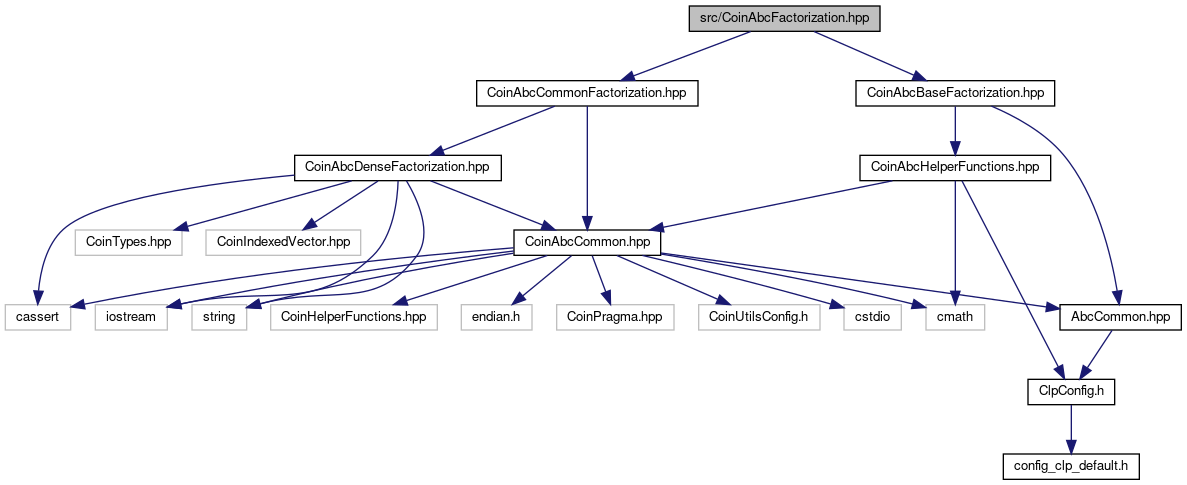 src/CoinAbcFactorization.hpp
CoinAbcCommonFactorization.hpp
CoinAbcBaseFactorization.hpp
CoinAbcDenseFactorization.hpp
CoinAbcHelperFunctions.hpp
CoinTypes.hpp
CoinIndexedVector.hpp
CoinAbcCommon.hpp
cassert
iostream
string
CoinHelperFunctions.hpp
endian.h
CoinPragma.hpp
CoinUtilsConfig.h
cstdio
cmath
AbcCommon.hpp
ClpConfig.h
config_clp_default.h